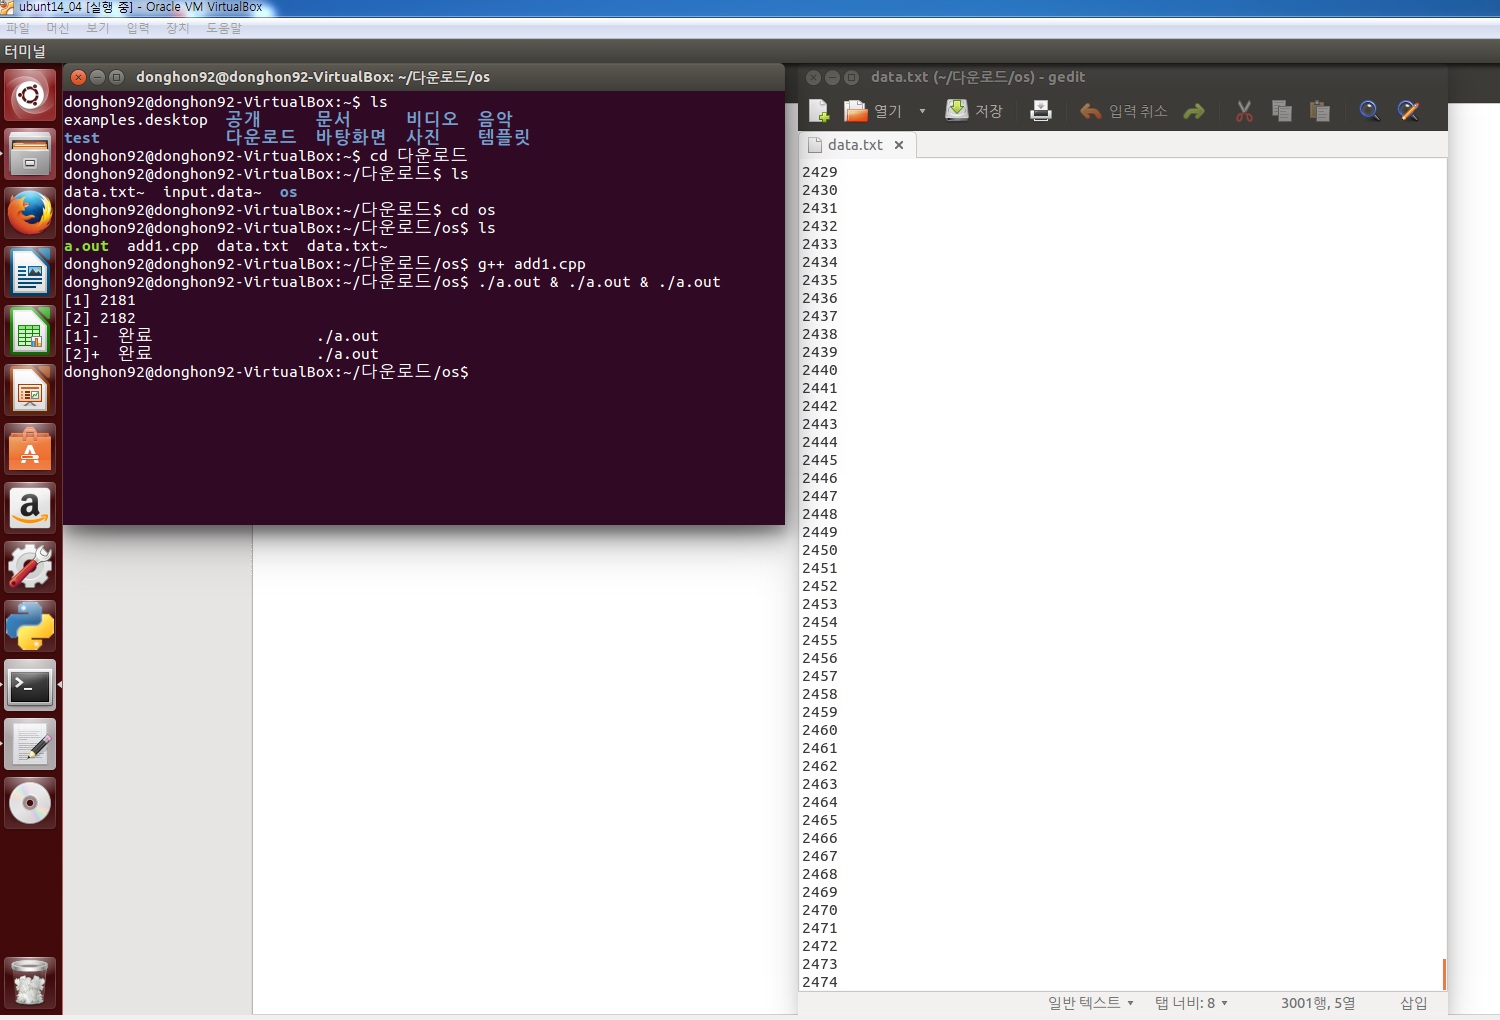 ubunt14_04 [실행 중] - Oracle VM VirtualBox
파일 머신 보기 입력 장치 도움말
터미널
donghon92@donghon92-VirtualBox: ~/다운로드/os
donghon92@donghon92-VirtualBox:~$ ls
examples.desktop 공개 문서 비디오 음악
test 다운로드 바탕화면 사진 템플릿
donghon92@donghon92-VirtualBox:~$ cd 다운로드
donghon92@donghon92-VirtualBox:~/다운로드$ ls
data.txt~ input.data~ os
donghon92@donghon92-VirtualBox:~/다운로드$ cd os
donghon92@donghon92-VirtualBox:~/다운로드/os$ ls
a.out add1.cpp data.txt data.txt~
donghon92@donghon92-VirtualBox:~/다운로드/os$ g++ add1.cpp
donghon92@donghon92-VirtualBox:~/다운로드/os$ ./a.out & ./a.out & ./a.out
[1] 2181
[2] 2182
[1]- 완료 ./a.out
[2]+ 완료 ./a.out
donghon92@donghon92-VirtualBox:~/다운로드/os$
data.txt (~/다운로드/os) - gedit
열기 저장 입력 취소
data.txt
2429
2430
2431
2432
2433
2434
2435
2436
2437
2438
2439
2440
2441
2442
2443
2444
2445
2446
2447
2448
2449
2450
2451
2452
2453
2454
2455
2456
2457
2458
2459
2460
2461
2462
2463
2464
2465
2466
2467
2468
2469
2470
2471
2472
2473
2474
일반 텍스트 탭 너비: 8 3001행, 5열 삽입